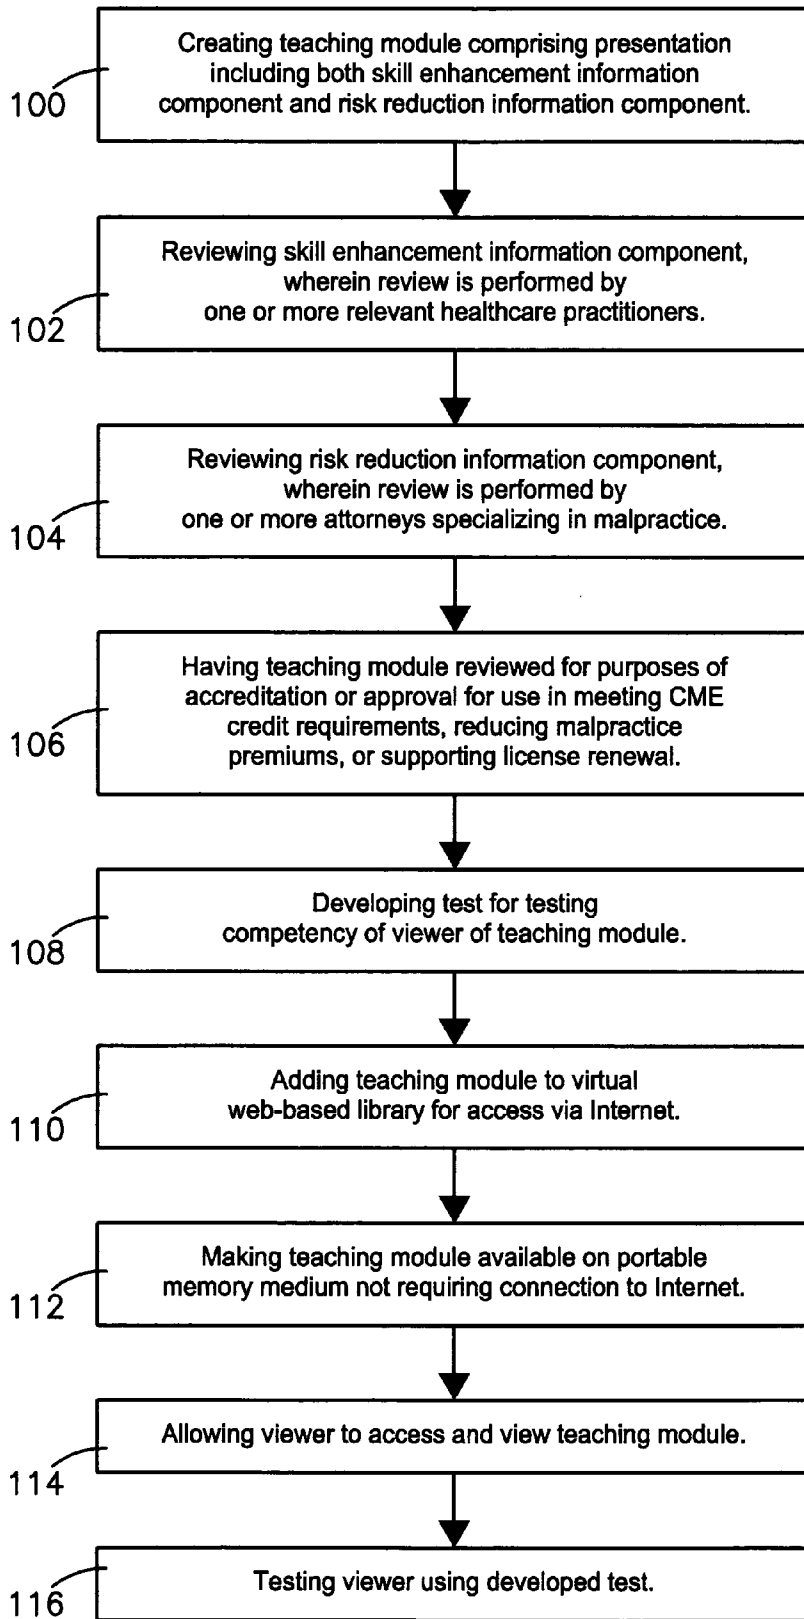 Creating teaching module comprising presentation
including both skill enhancement information
component and risk reduction information component.
100
Reviewing skill enhancement information component,
wherein review is performed by
one or more relevant healthcare practitioners.
102
Reviewing risk reduction information component,
wherein review is performed by
one or more attorneys specializing in malpractice.
104
Having teaching module reviewed for purposes of
accreditation or approval for use in meeting CME
credit requirements, reducing malpractice
premiums, or supporting license renewal.
106
Developing test for testing
competency of viewer of teaching module.
108
Adding teaching module to virtual
web-based library for access via Internet.
110
Making teaching module available on portable
memory medium not requiring connection to Internet.
112
Allowing viewer to access and view teaching module.
114
Testing viewer using developed test.
116